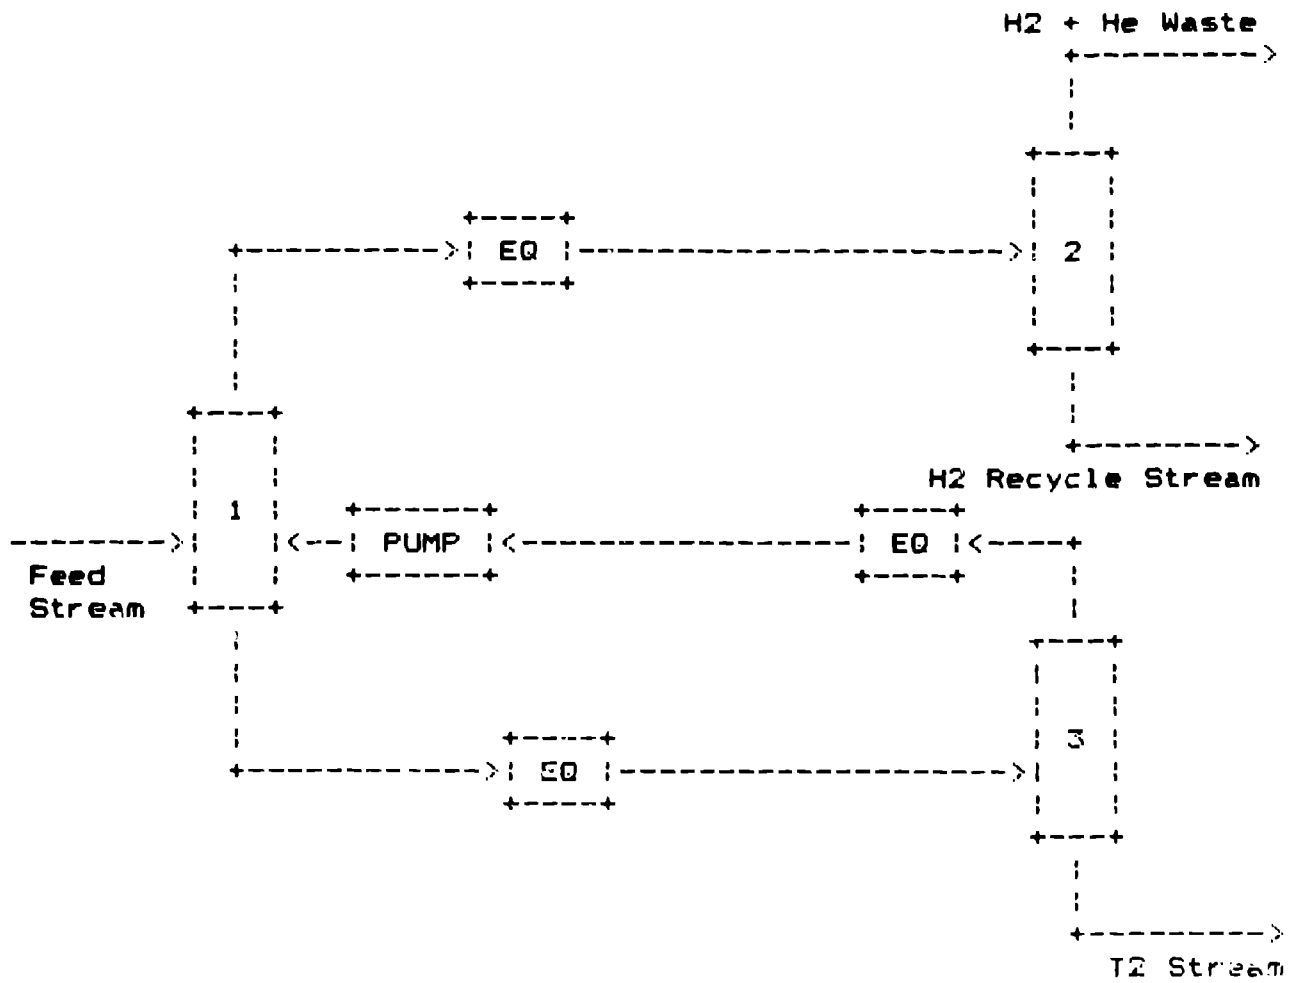 H2 + He Waste
EQ
2
H2 Recycle Stream
1
PUMP
EQ
Feed
Stream
3
EQ
T2 Stream